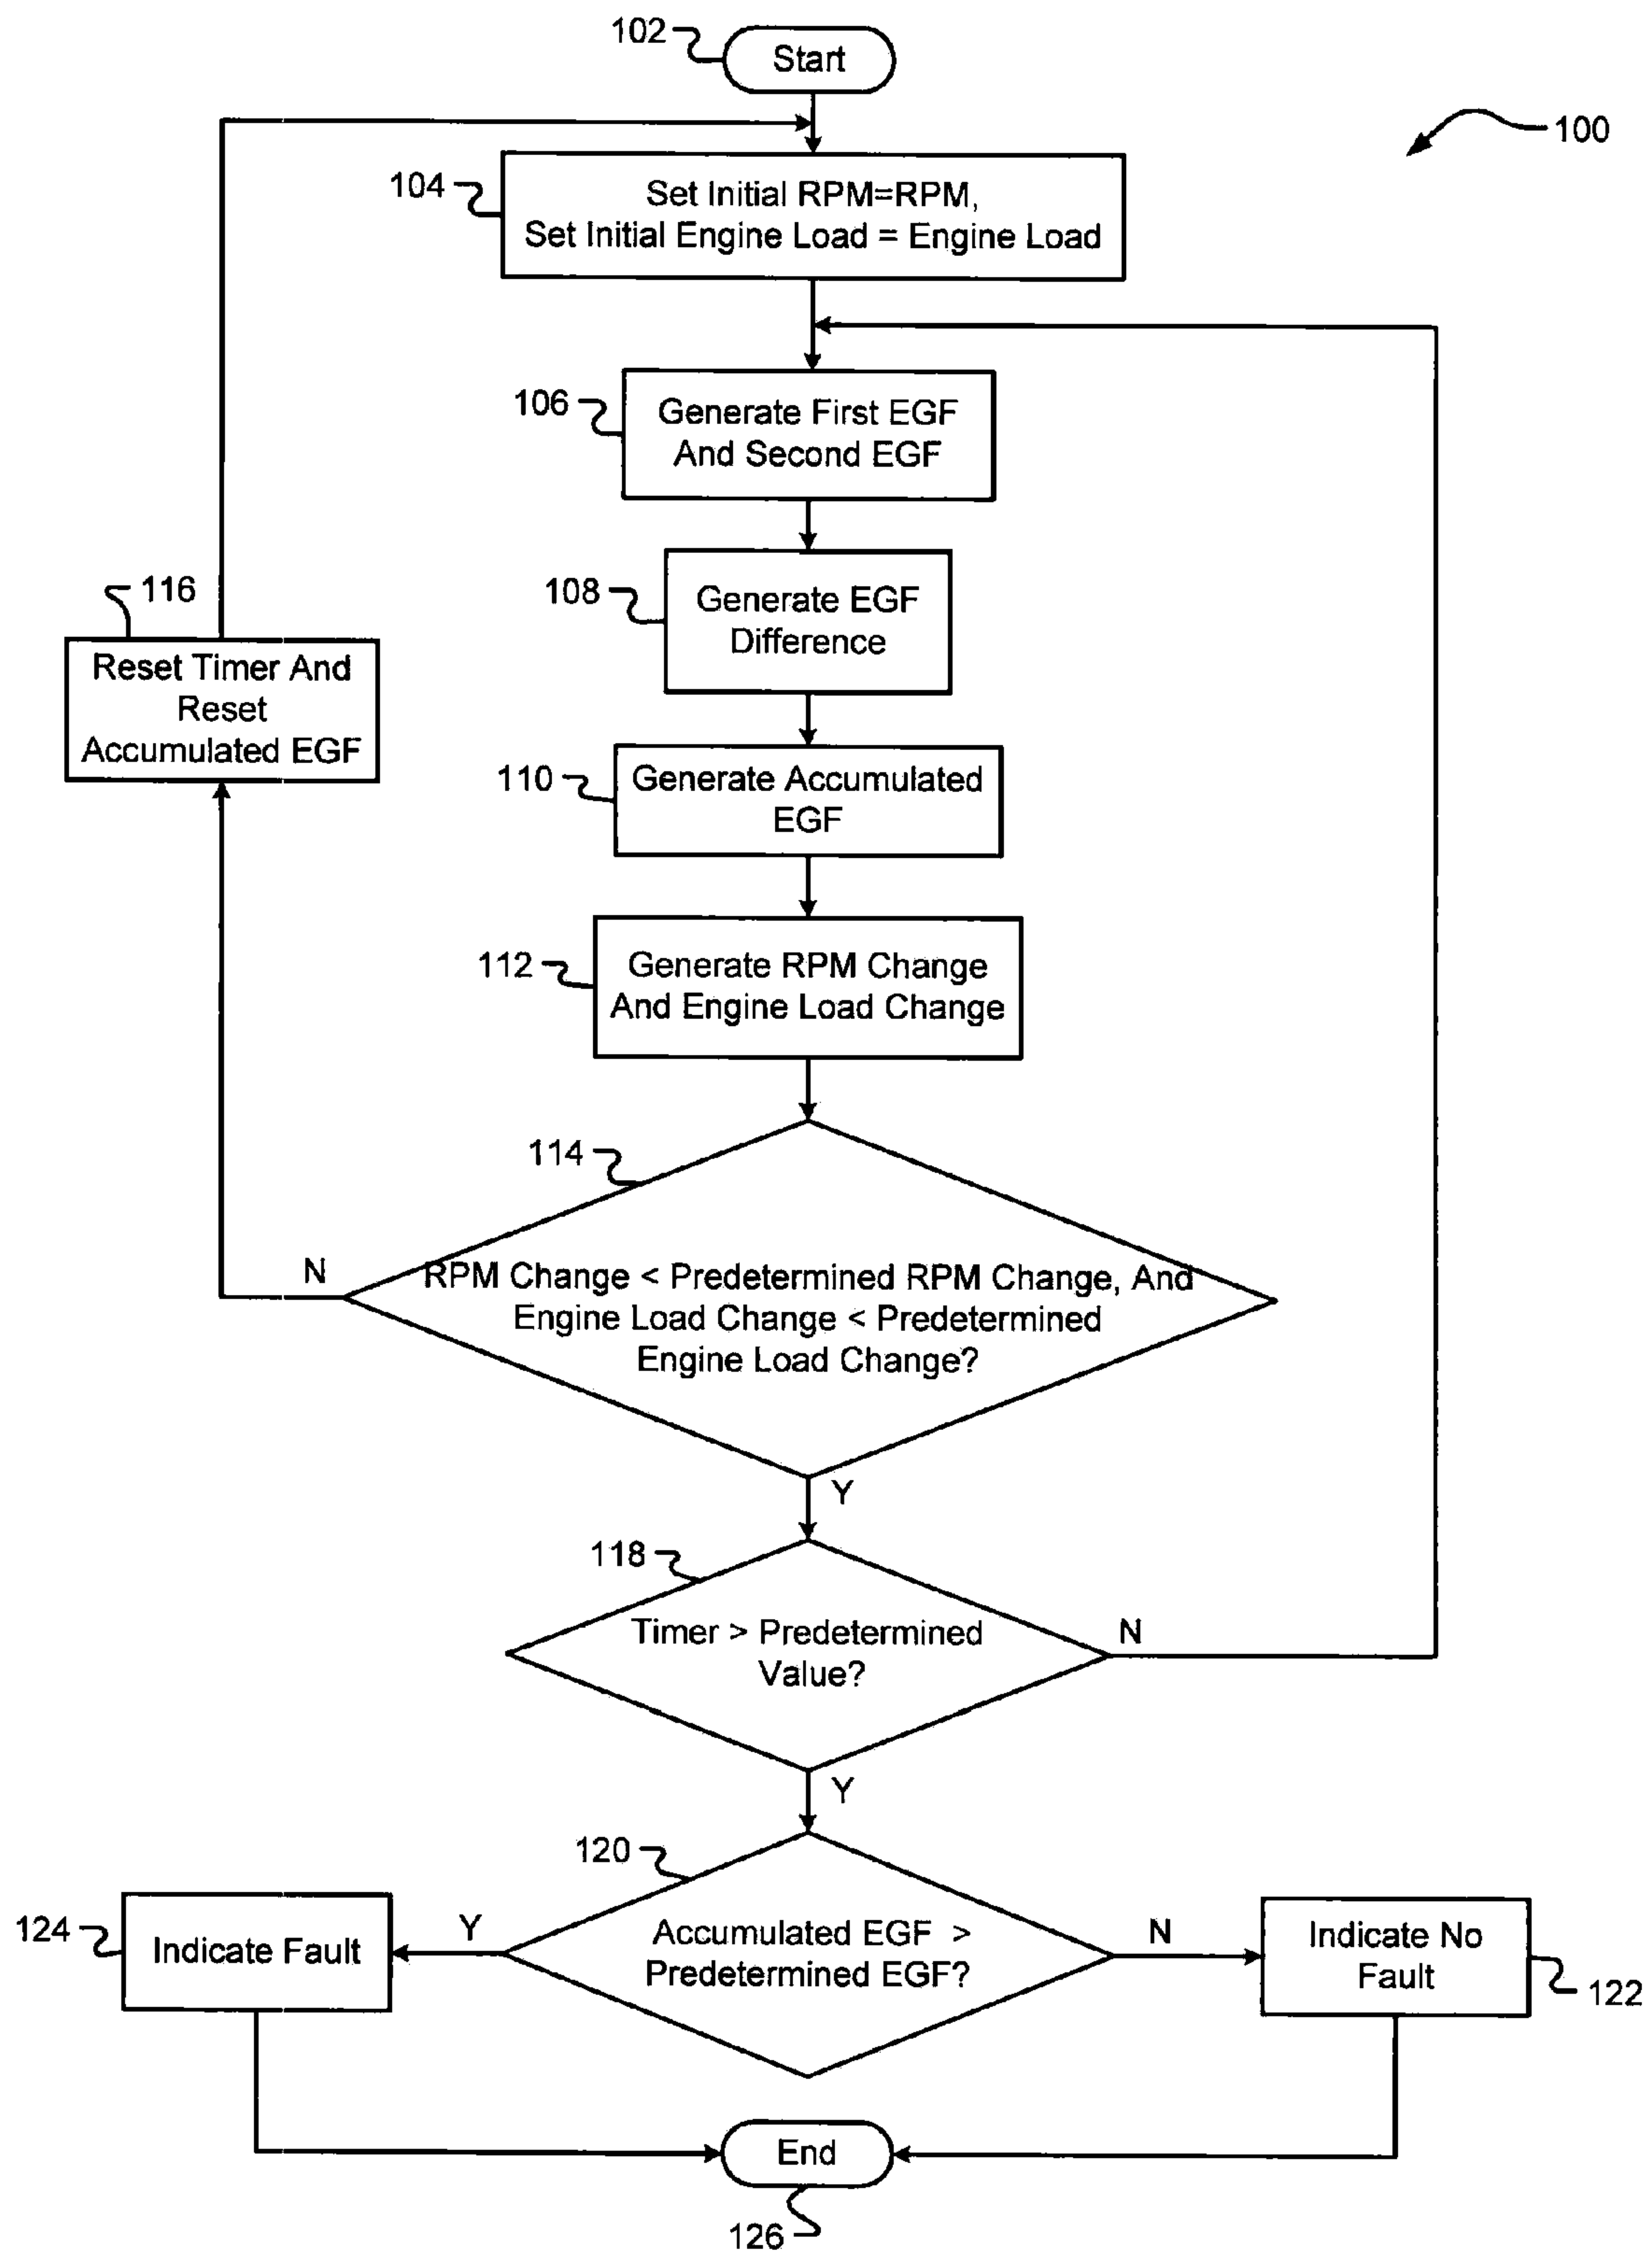 102
Start
100
104
Set Initial RPM=RPM,
Set Initial Engine Load = Engine Load
106
Generate First EGF
And Second EGF
108
Generate EGF
Difference
116
Reset Timer And
Reset
Accumulated EGF
110
Generate Accumulated
EGF
112
Generate RPM Change
And Engine Load Change
114
N
RPM Change < Predetermined RPM Change, And
Engine Load Change < Predetermined
Engine Load Change?
Y
118
Timer > Predetermined
Value?
N
Y
120
124
Indicate Fault
Y
Accumulated EGF >
Predetermined EGF?
N
Indicate No
Fault
122
End
126